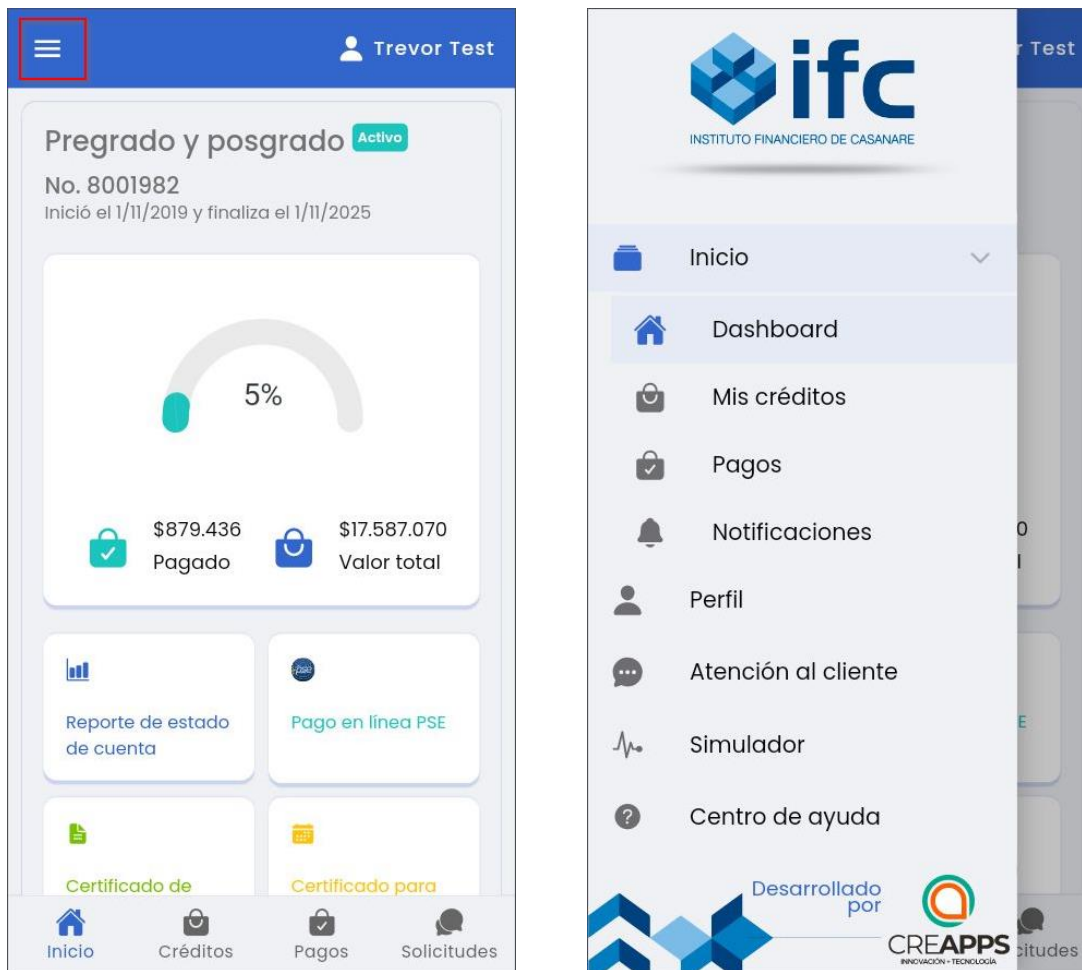 Trevor Test
Pregrado y posgrado Activo
No. 8001982
Inició el 1/11/2019 y finaliza el 1/11/2025
5%
$879.436
Pagado
$17.587.070
Valor total
Reporte de estado
de cuenta
pse
Pago en línea PSE
Certificado de
Certificado para
Inicio
Créditos
Pagos
Solicitudes
ifc
INSTITUTO FINANCIERO DE CASANARE
r Test
Inicio
Dashboard
Mis créditos
Pagos
Notificaciones
0
l
Perfil
Atención al cliente
E
Simulador
Centro de ayuda
Desarrollado
por
CREAPPS
INNOVACIÓN + TECNOLOGÍA
citudes